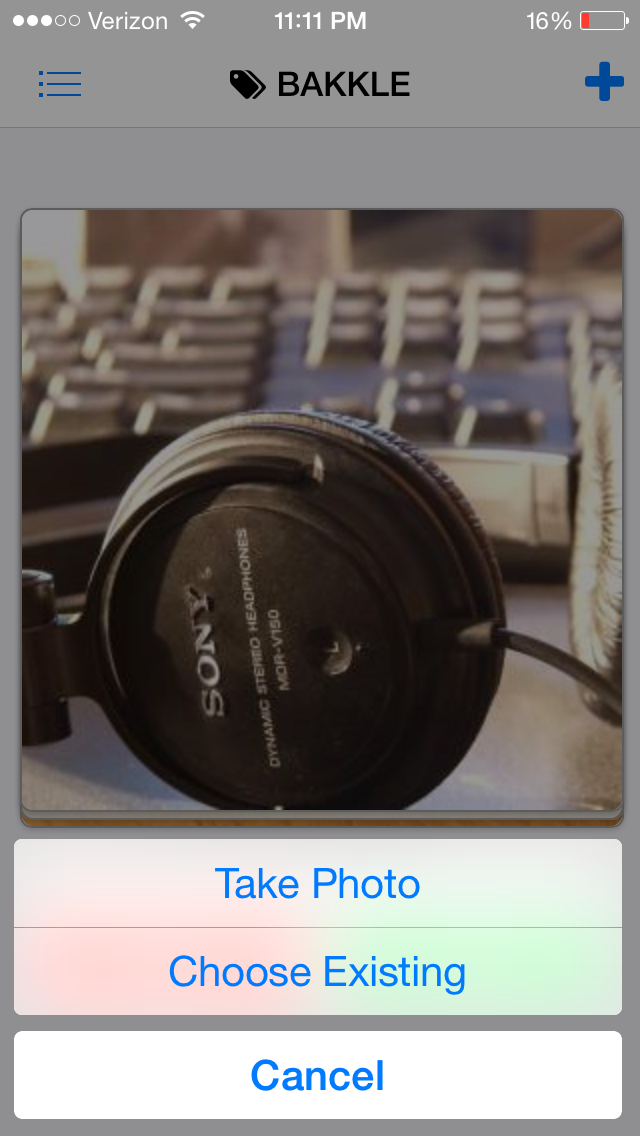 Verizon 11:11 PM 16%
BAKKLE
SONY
DYNAMIC STEREO HEADPHONES
MDR-V150
L
Take Photo
Choose Existing
Cancel